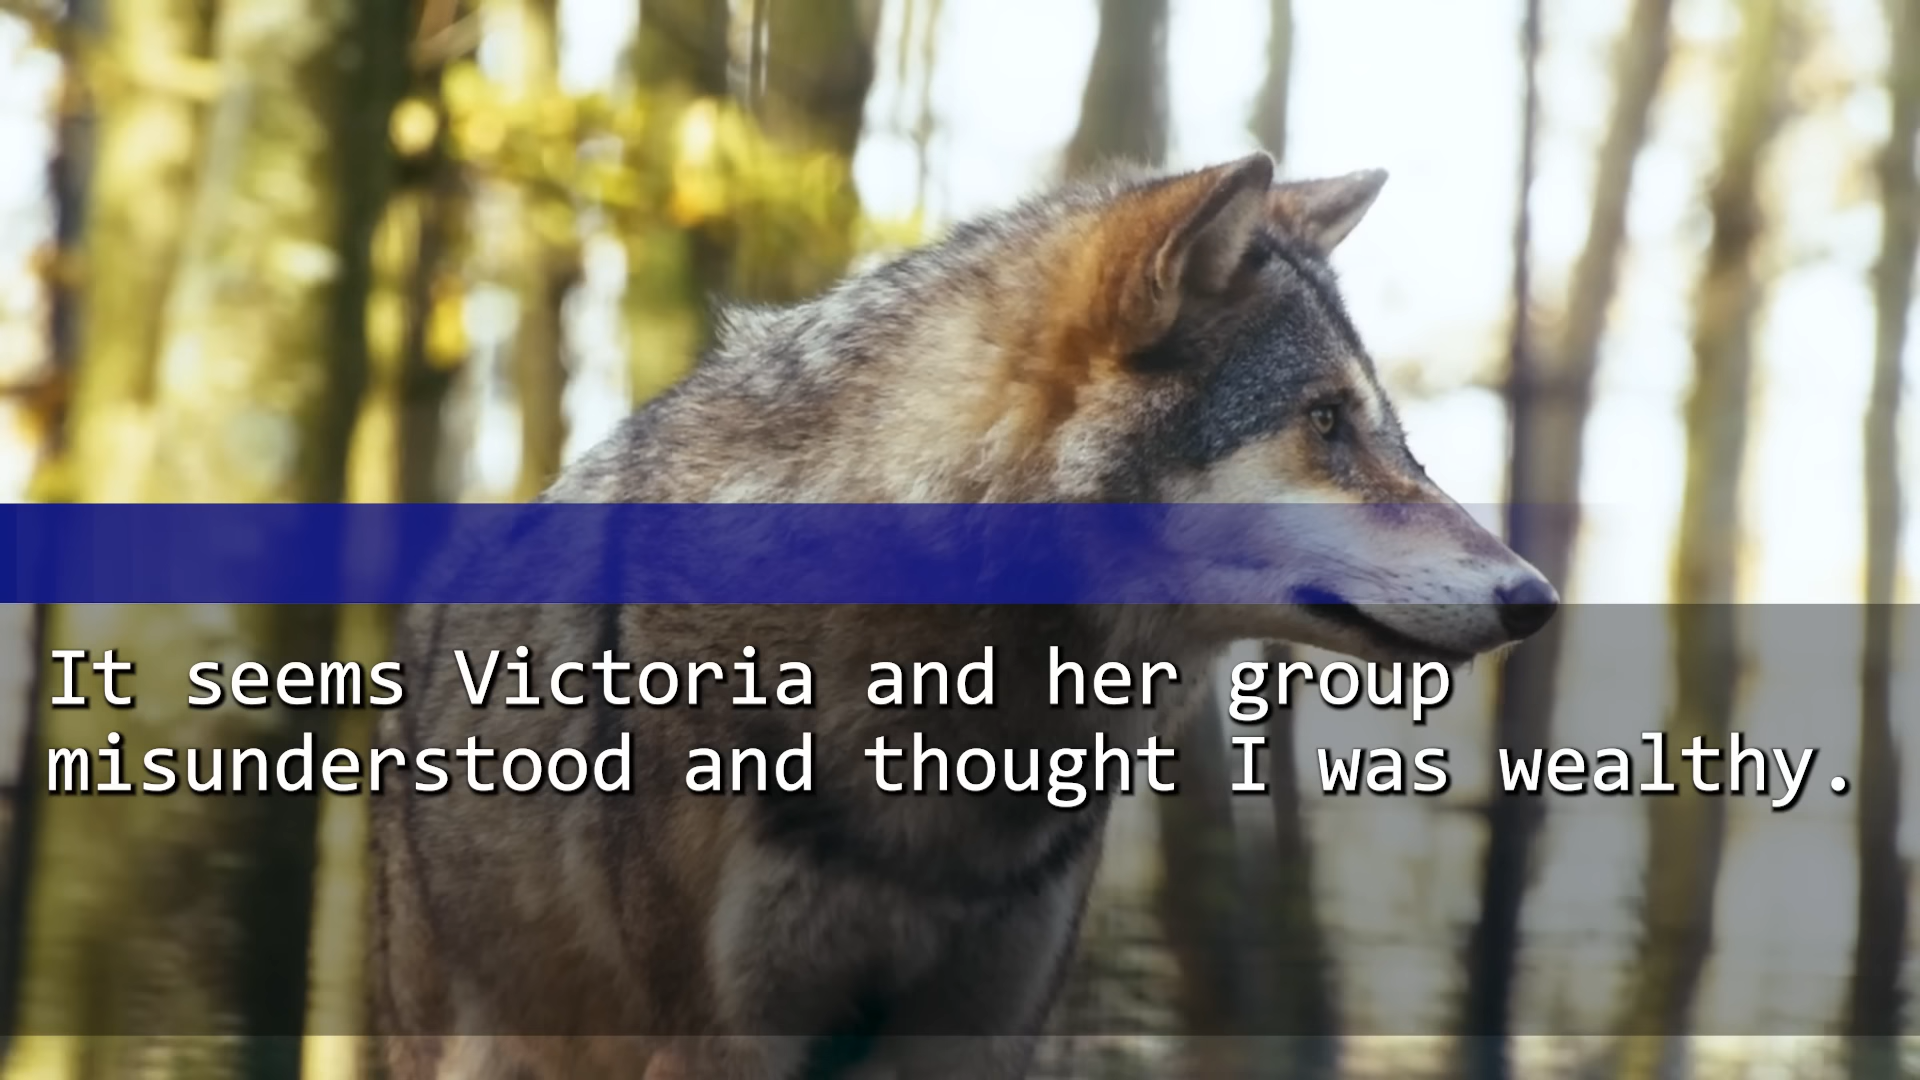 It seems Victoria and her group
misunderstood and thought I was wealthy.